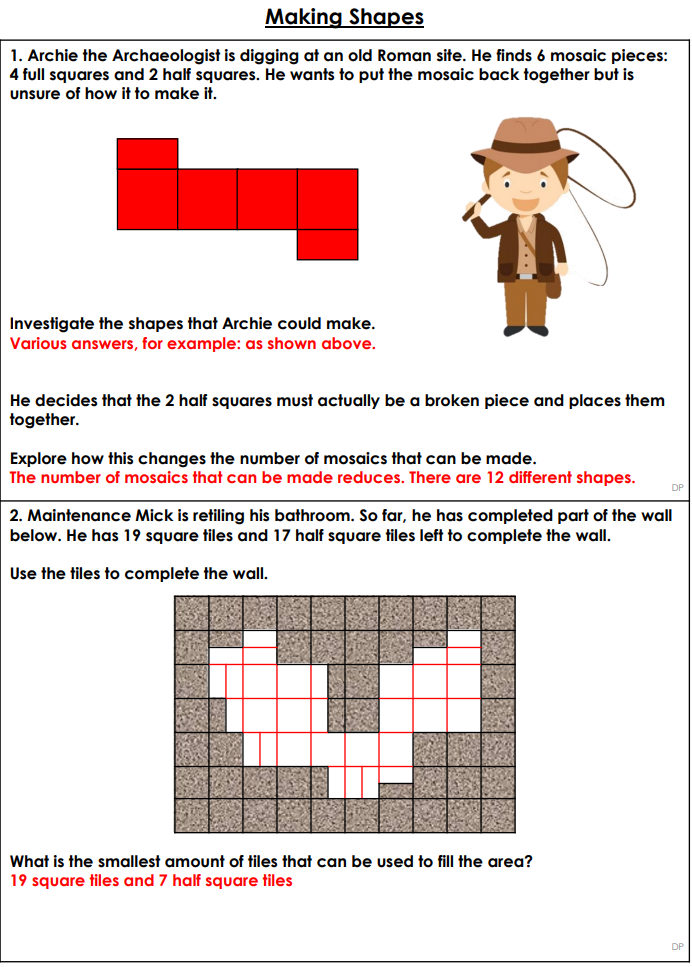 Making Shapes
1. Archie the Archaeologist is digging at an old Roman site. He finds 6 mosaic pieces:
4 full squares and 2 half squares. He wants to put the mosaic back together but is
unsure of how it to make it.
Investigate the shapes that Archie could make.
Various answers, for example: as shown above.
He decides that the 2 half squares must actually be a broken piece and places them
together.
Explore how this changes the number of mosaics that can be made.
The number of mosaics that can be made reduces. There are 12 different shapes.
DP
2. Maintenance Mick is retiling his bathroom. So far, he has completed part of the wall
below. He has 19 square tiles and 17 half square tiles left to complete the wall.
Use the tiles to complete the wall.
What is the smallest amount of tiles that can be used to fill the area?
19 square tiles and 7 half square tiles
DP